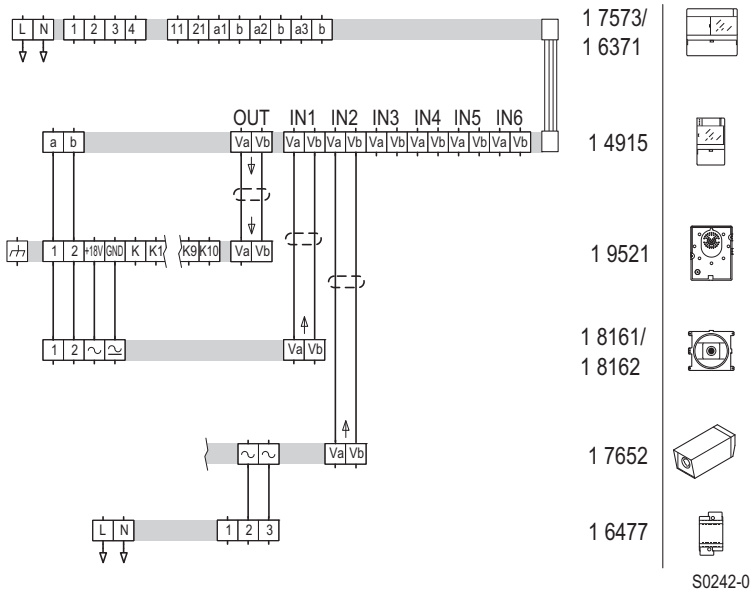 L N 1 2 3 4 11 21 a1 b a2 b a3 b
1 7573/
1 6371
OUT IN1 IN2 IN3 IN4 IN5 IN6
a b Va Vb Va Vb Va Vb Va Vb Va Vb Va Vb Va Vb
1 4915
1 2 +18V GND K K1 K9 K10 Va Vb
1 9521
1 2 Va Vb
1 8161/
1 8162
Va Vb
1 7652
L N 1 2 3
1 6477
S0242-0